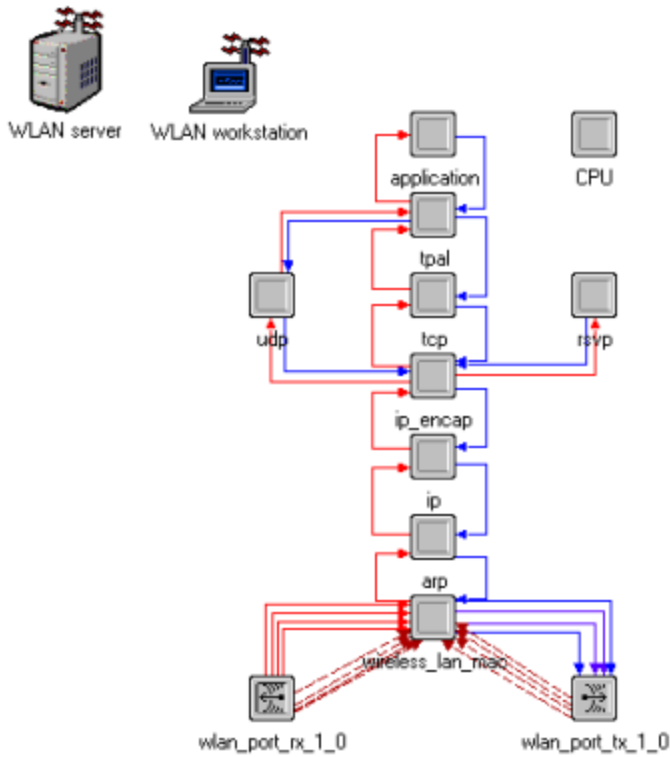 WLAN server
WLAN workstation
application
CPU
tpal
udp
tcp
rsvp
ip_encap
ip
arp
wireless_lan_mac
wlan_port_rx_1_0
wlan_port_tx_1_0